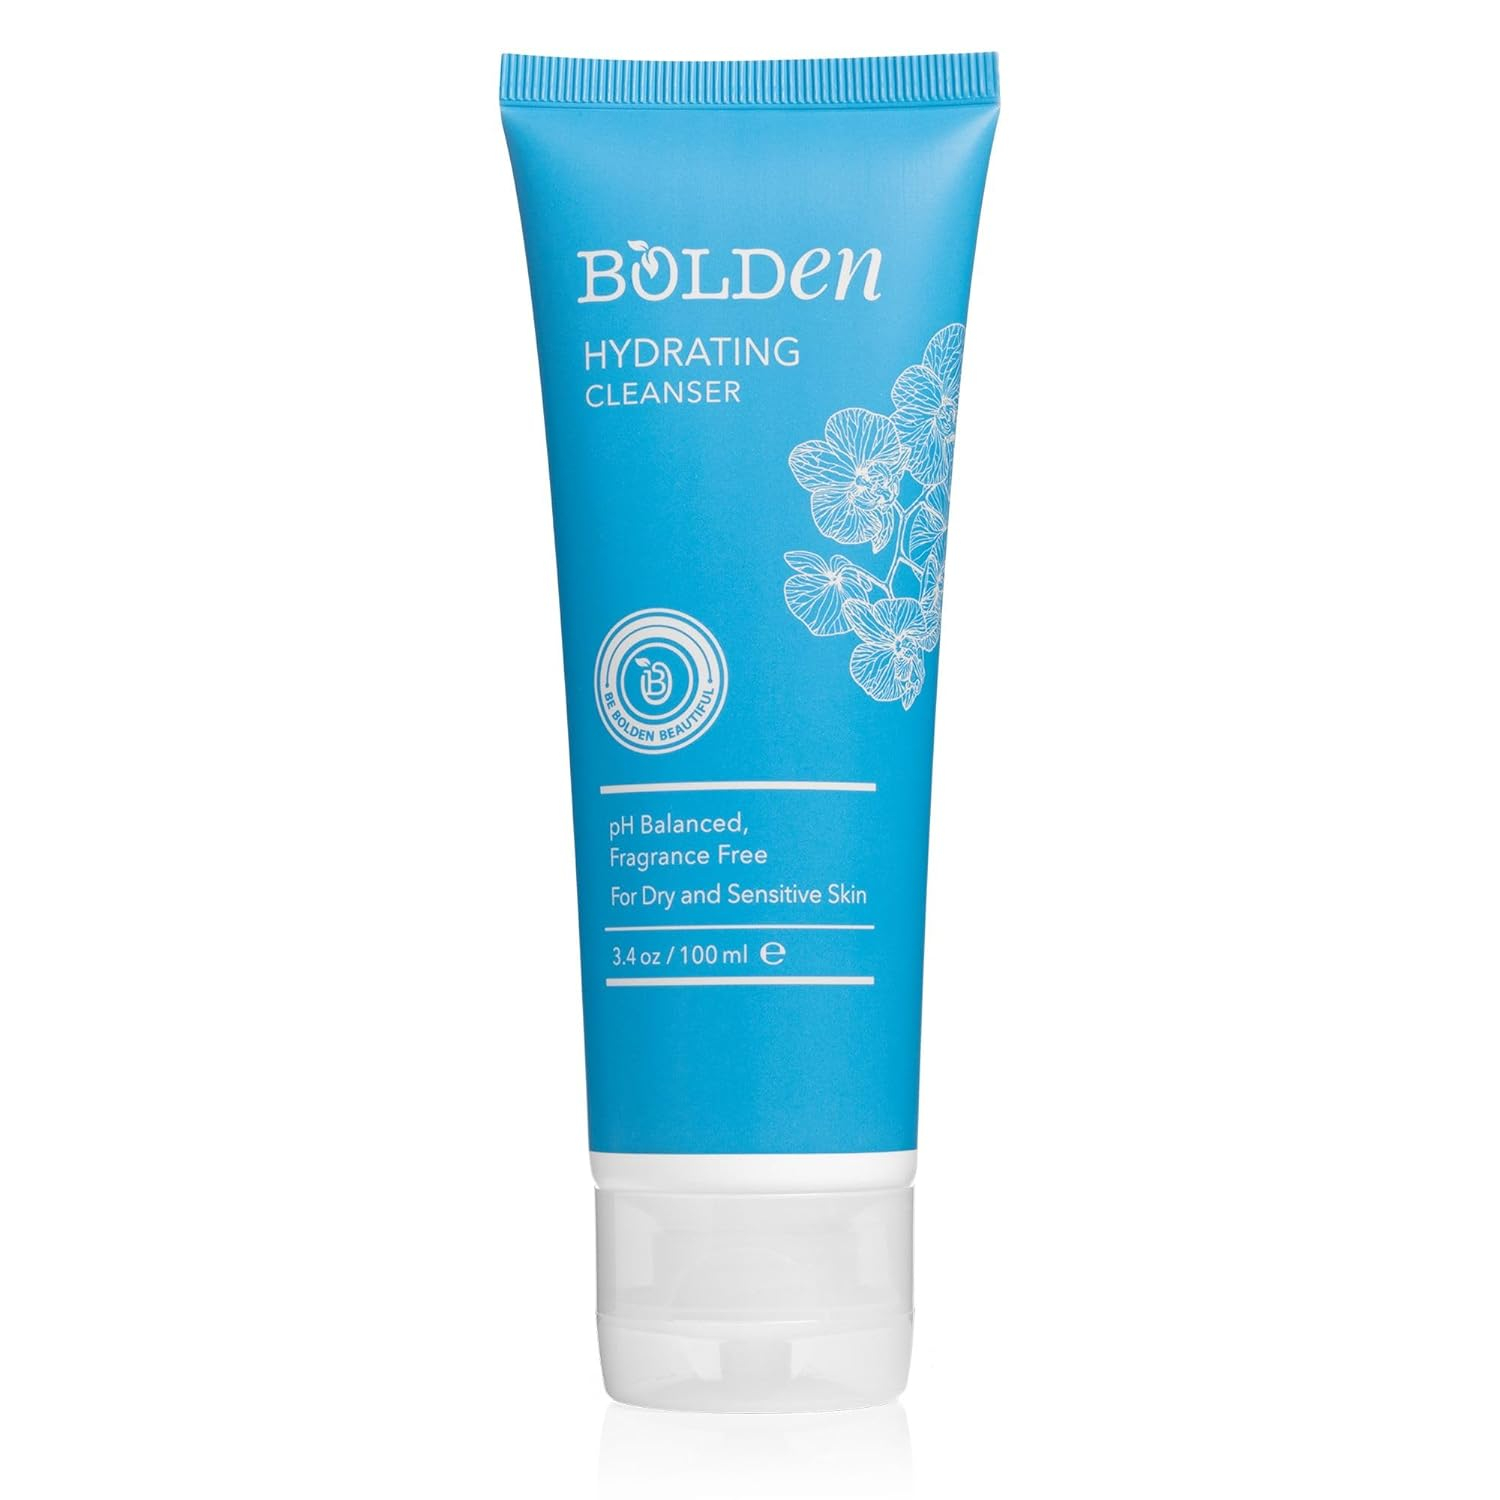 BOLDen
HYDRATING
CLEANSER
B
BE BOLDEN BEAUTIFUL
pH Balanced,
Fragrance Free
For Dry and Sensitive Skin
3.4 oz / 100 ml ℮